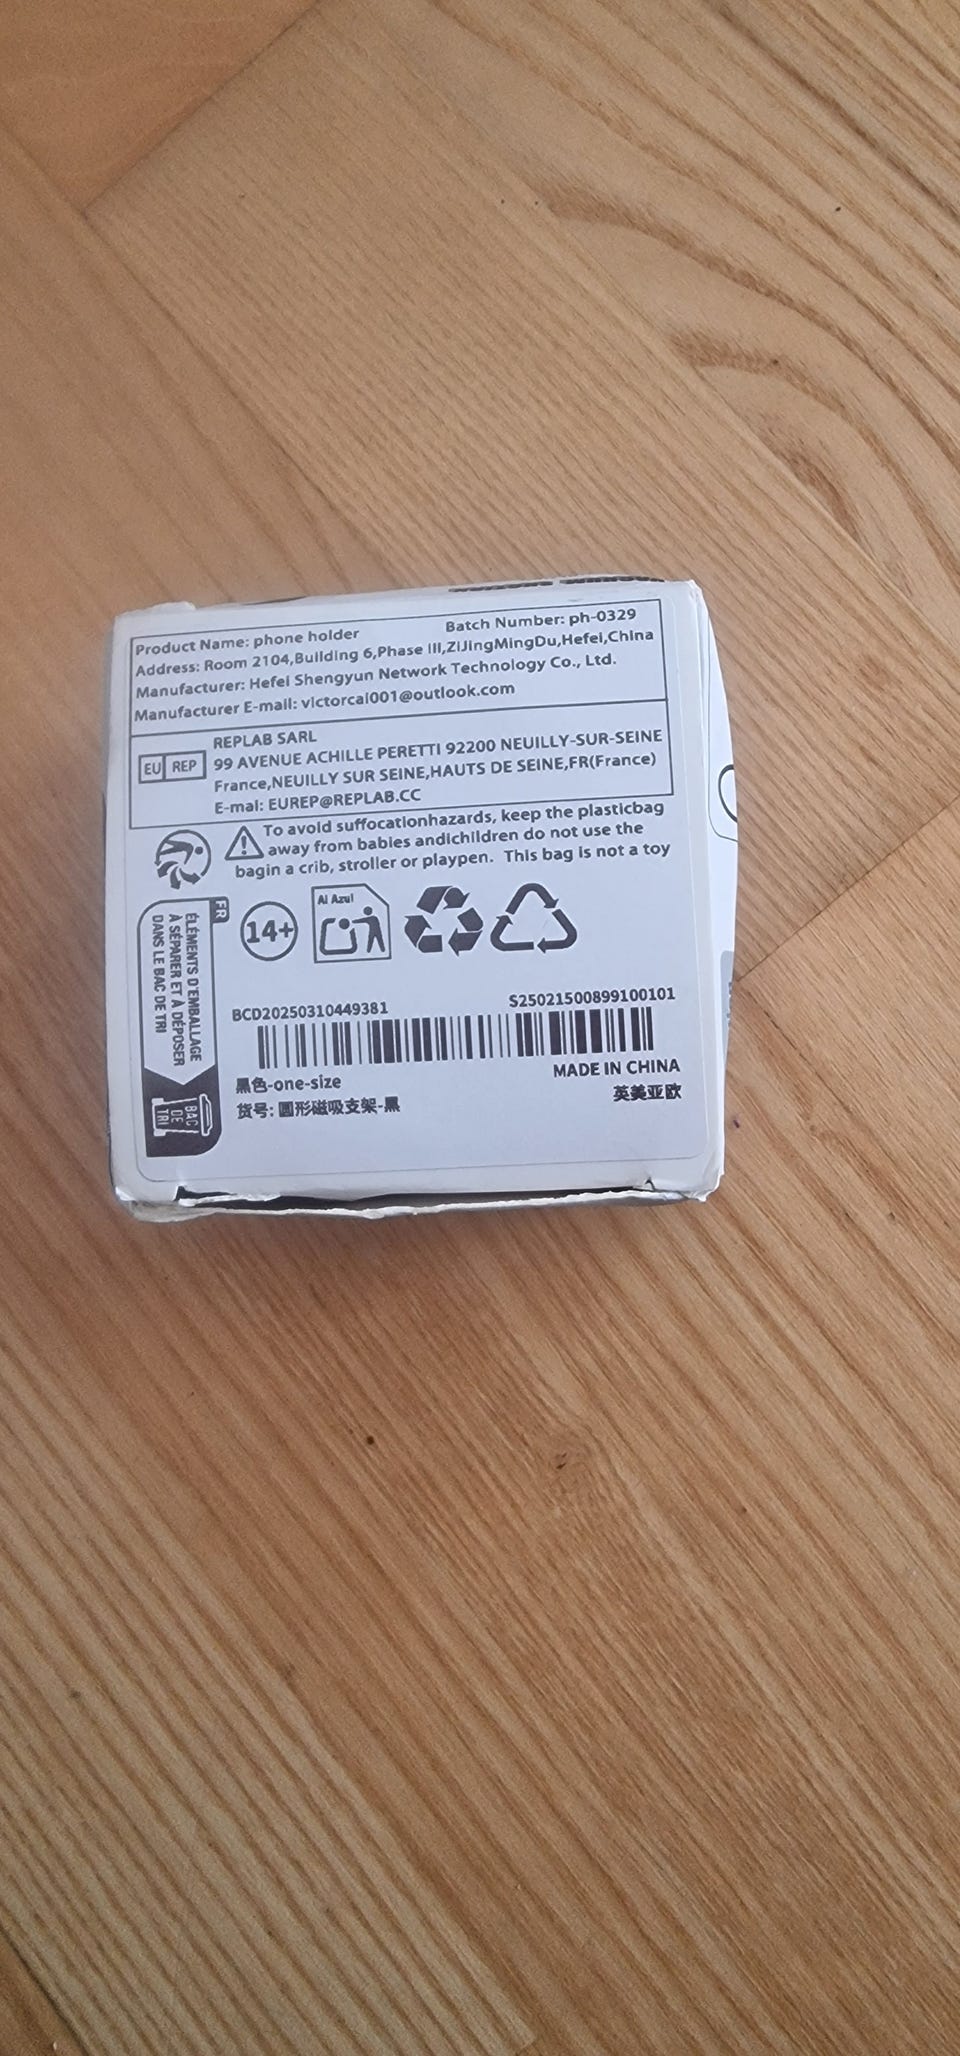 Product Name: phone holder Batch Number: ph-0329
Address: Room 2104,Building 6,Phase III,ZiJingMingDu,Hefei,China
Manufacturer: Hefei Shengyun Network Technology Co., Ltd.
Manufacturer E-mail: victorcai001@outlook.com
EU REP
REPLAB SARL
99 AVENUE ACHILLE PERETTI 92200 NEUILLY-SUR-SEINE
France,NEUILLY SUR SEINE,HAUTS DE SEINE,FR(France)
E-mal: EUREP@REPLAB.CC
To avoid suffocationhazards, keep the plasticbag
away from babies andichildren do not use the
bagin a crib, stroller or playpen. This bag is not a toy
FR
ÉLÉMENTS D'EMBALLAGE
À SÉPARER ET À DÉPOSER
DANS LE BAC DE TRI
BAC
DE
TRI
14+
Al Azul
BCD20250310449381 S25021500899100101
黑色-one-size MADE IN CHINA
货号: 圆形磁吸支架-黑 英美亚欧